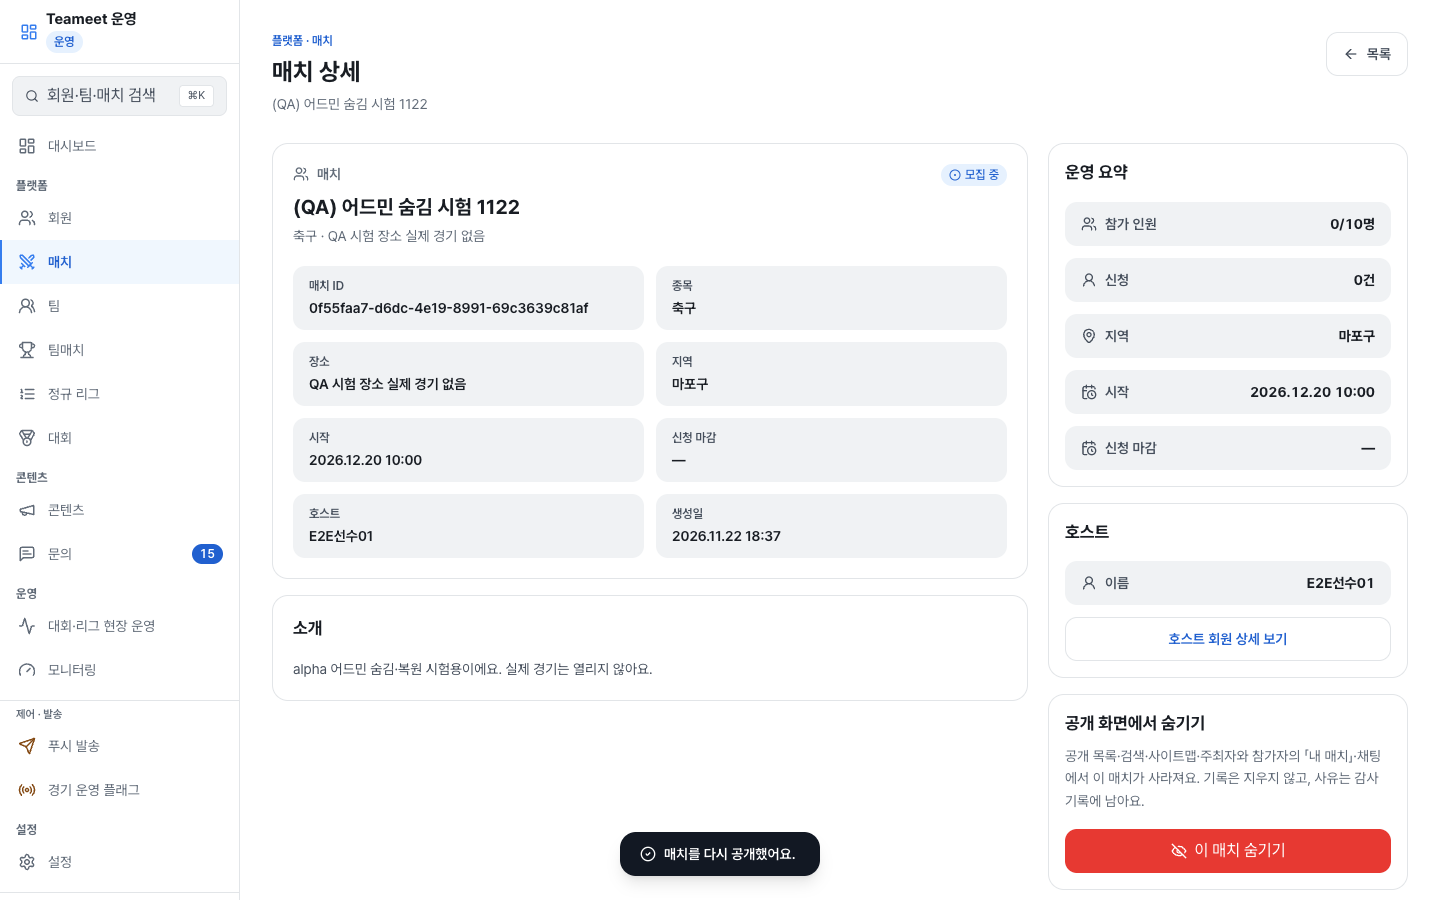 Teameet 운영
운영
회원·팀·매치 검색
⌘K
대시보드
플랫폼
회원
매치
팀
팀매치
정규 리그
대회
콘텐츠
콘텐츠
문의
15
운영
대회·리그 현장 운영
모니터링
제어 · 발송
푸시 발송
경기 운영 플래그
설정
설정
플랫폼 · 매치
매치 상세
(QA) 어드민 숨김 시험 1122
목록
매치
모집 중
(QA) 어드민 숨김 시험 1122
축구 · QA 시험 장소 실제 경기 없음
매치 ID
0f55faa7-d6dc-4e19-8991-69c3639c81af
종목
축구
장소
QA 시험 장소 실제 경기 없음
지역
마포구
시작
2026.12.20 10:00
신청 마감
—
호스트
E2E선수01
생성일
2026.11.22 18:37
소개
alpha 어드민 숨김·복원 시험용이에요. 실제 경기는 열리지 않아요.
운영 요약
참가 인원
0/10명
신청
0건
지역
마포구
시작
2026.12.20 10:00
신청 마감
—
호스트
이름
E2E선수01
호스트 회원 상세 보기
공개 화면에서 숨기기
공개 목록·검색·사이트맵·주최자와 참가자의 「내 매치」·채팅
에서 이 매치가 사라져요. 기록은 지우지 않고, 사유는 감사
기록에 남아요.
이 매치 숨기기
매치를 다시 공개했어요.